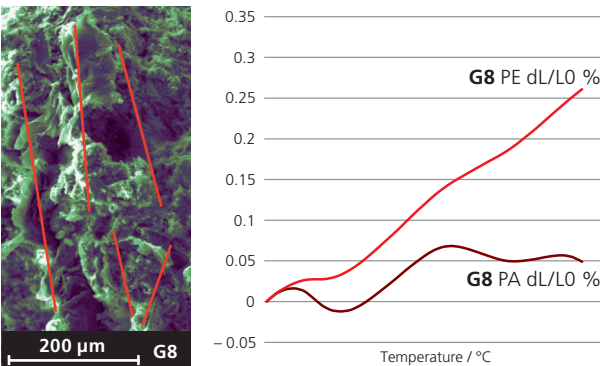 200 µm
G8
0.35
0.3
0.25
0.2
0.15
0.1
0.05
0
– 0.05
G8 PE dL/L0 %
G8 PA dL/L0 %
Temperature / °C